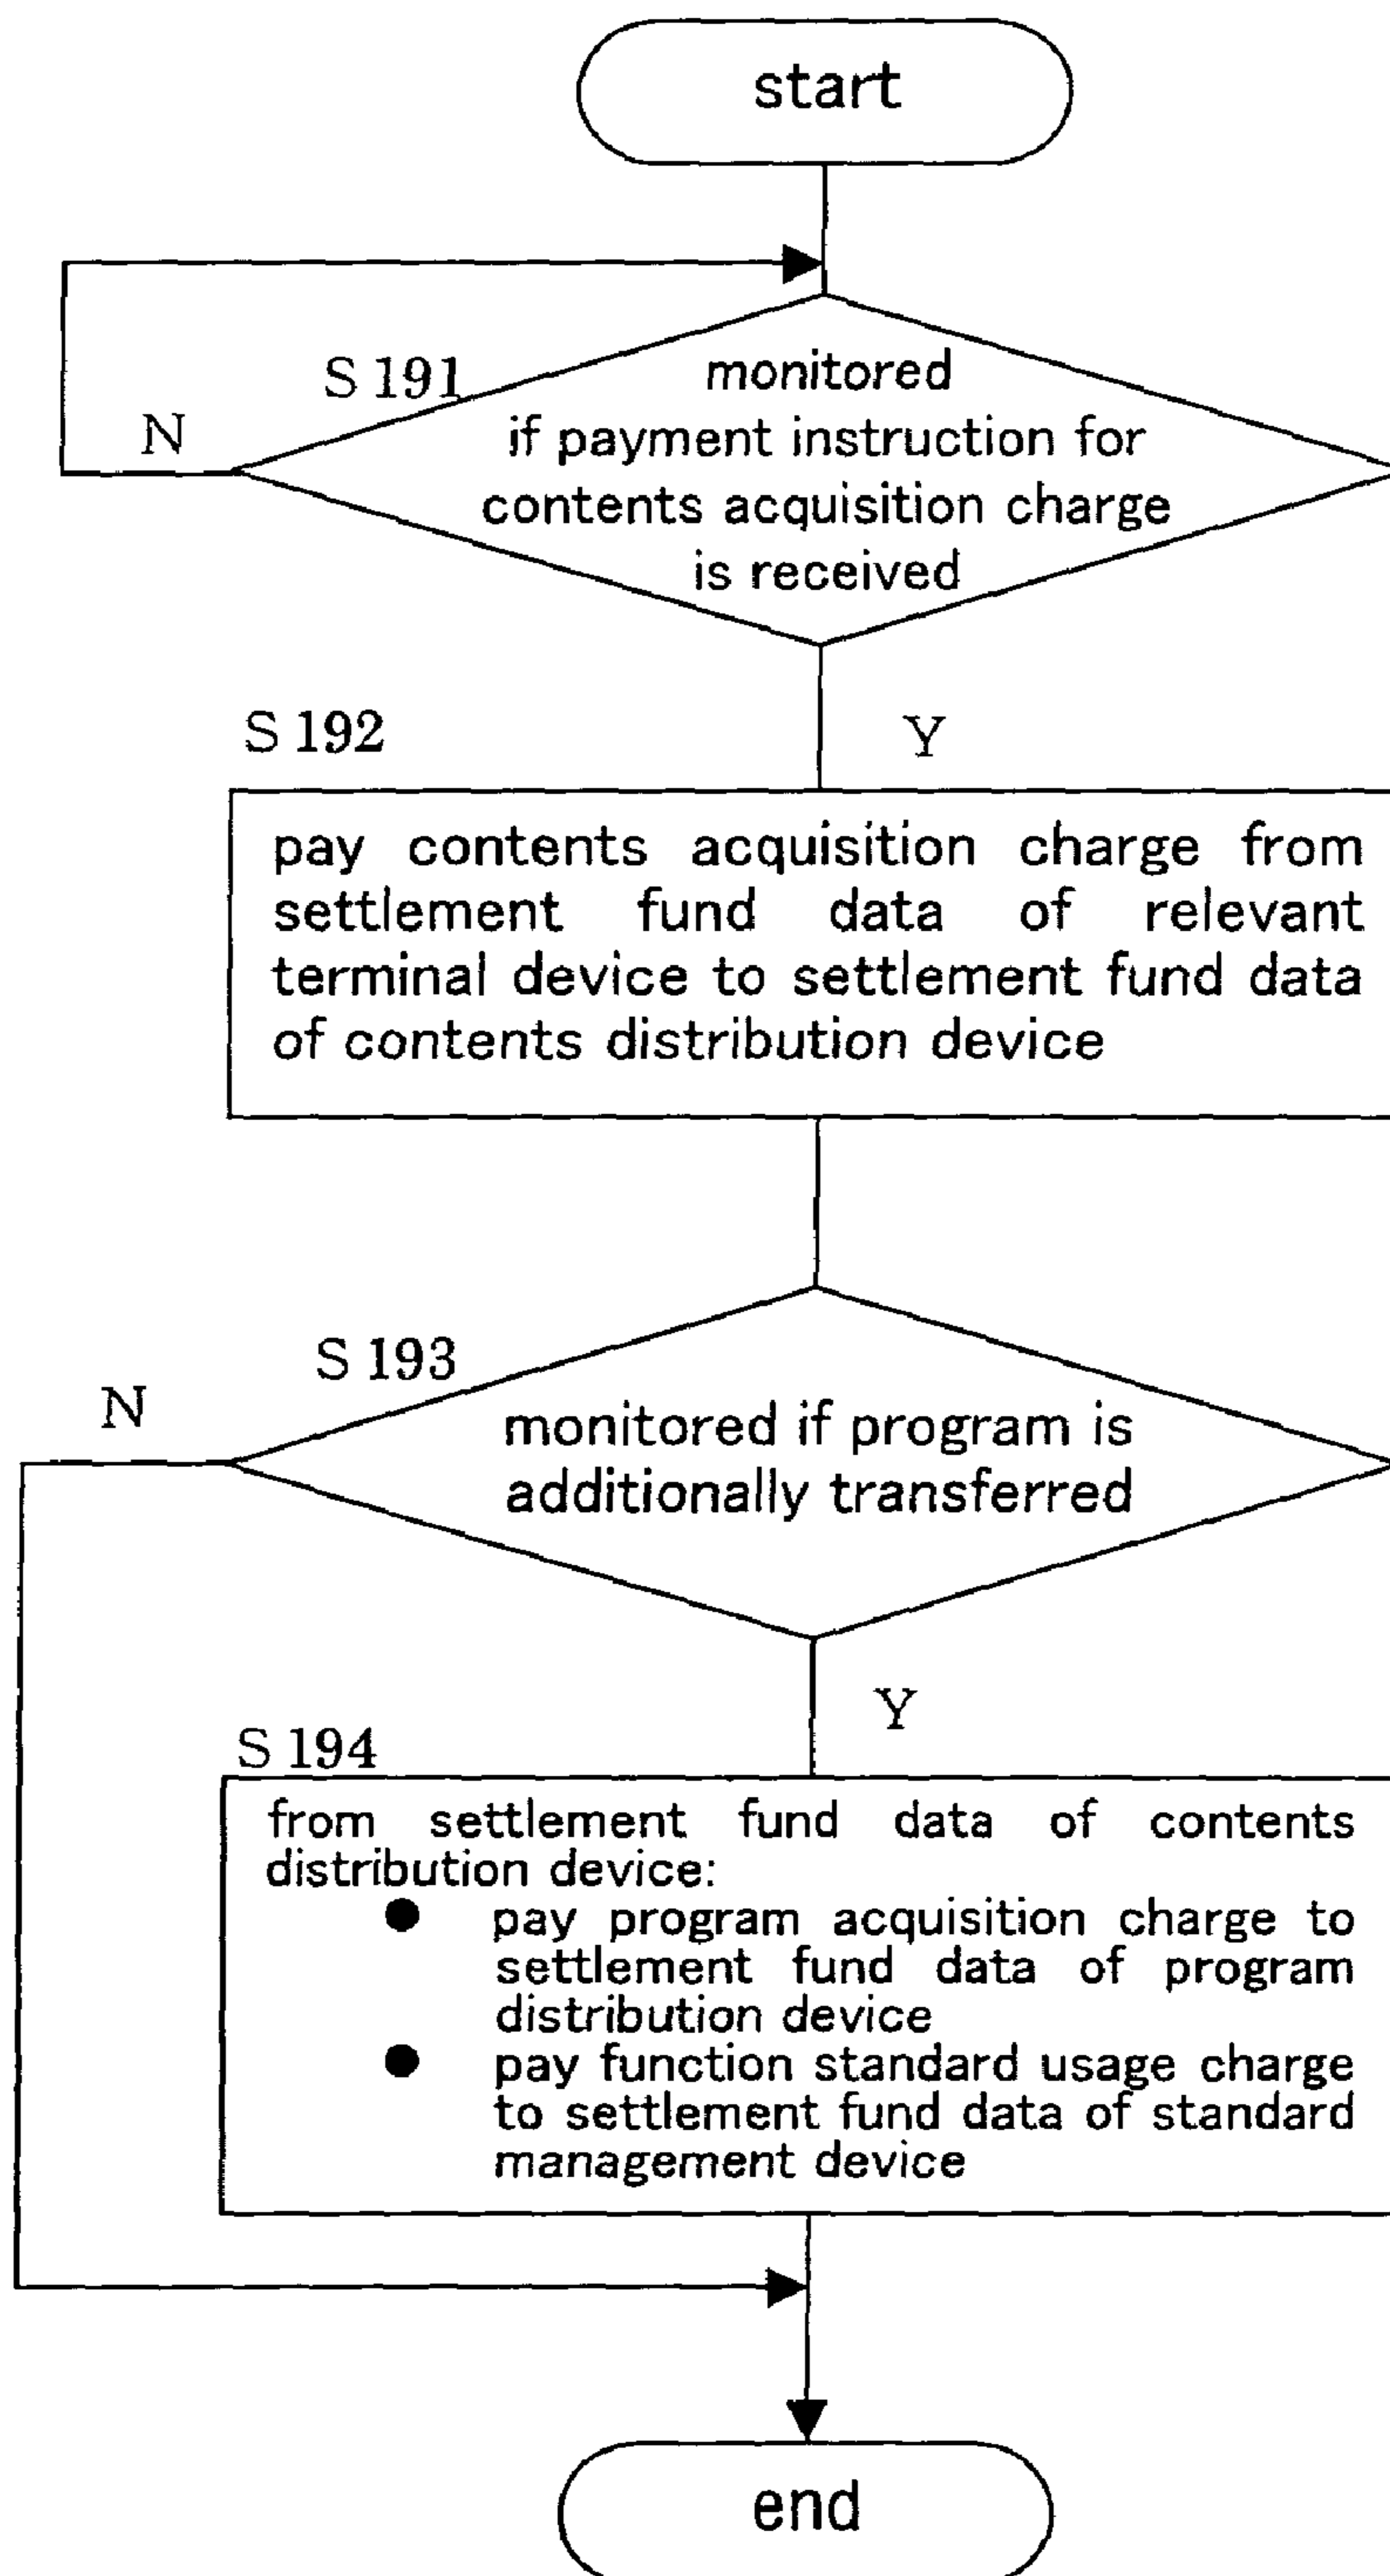 start
S 191
monitored
if payment instruction for
contents acquisition charge
is received
N
S 192
Y
pay contents acquisition charge from
settlement fund data of relevant
terminal device to settlement fund data
of contents distribution device
S 193
N
monitored if program is
additionally transferred
Y
S 194
from settlement fund data of contents
distribution device:
● pay program acquisition charge to
settlement fund data of program
distribution device
● pay function standard usage charge
to settlement fund data of standard
management device
end